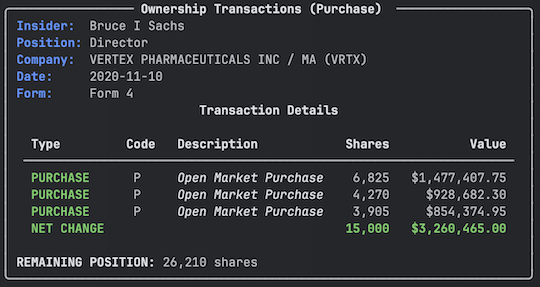 Ownership Transactions (Purchase)
Insider: Bruce I Sachs
Position: Director
Company: VERTEX PHARMACEUTICALS INC / MA (VRTX)
Date: 2020-11-10
Form: Form 4
Transaction Details
Type Code Description Shares Value
PURCHASE P Open Market Purchase 6,825 $1,477,407.75
PURCHASE P Open Market Purchase 4,270 $928,682.30
PURCHASE P Open Market Purchase 3,905 $854,374.95
NET CHANGE 15,000 $3,260,465.00
REMAINING POSITION: 26,210 shares